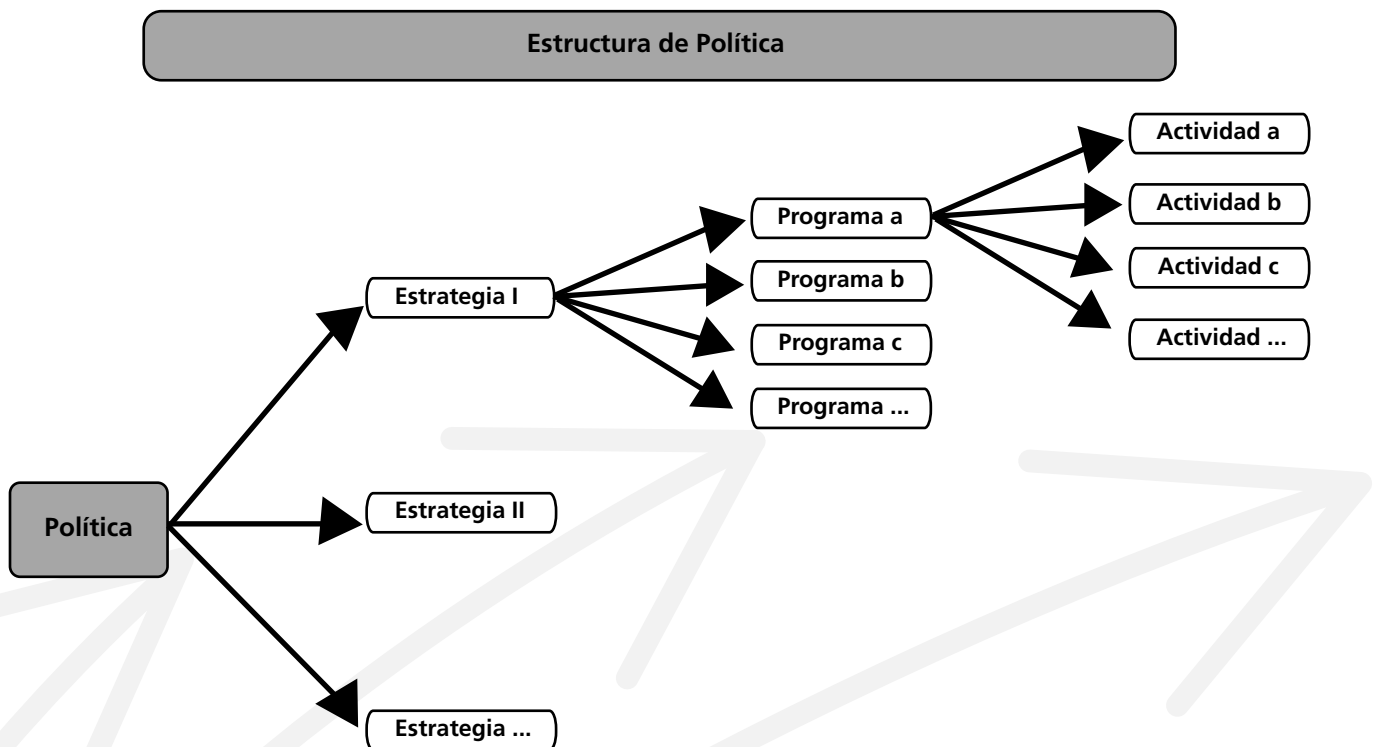 Estructura de Política
Actividad a
Actividad b
Actividad c
Actividad ...
Programa a
Programa b
Programa c
Programa ...
Estrategia I
Estrategia II
Estrategia ...
Política